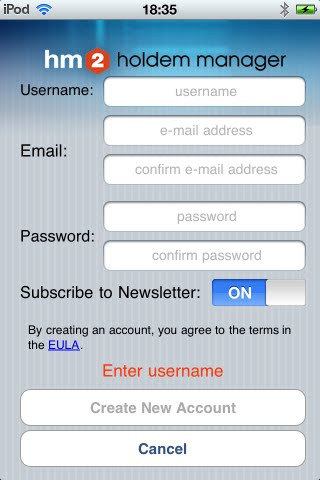 iPod 18:35
hm2 holdem manager
Username: username
e-mail address
Email:
confirm e-mail address
password
Password:
confirm password
Subscribe to Newsletter: ON
By creating an account, you agree to the terms in
the EULA.
Enter username
Create New Account
Cancel